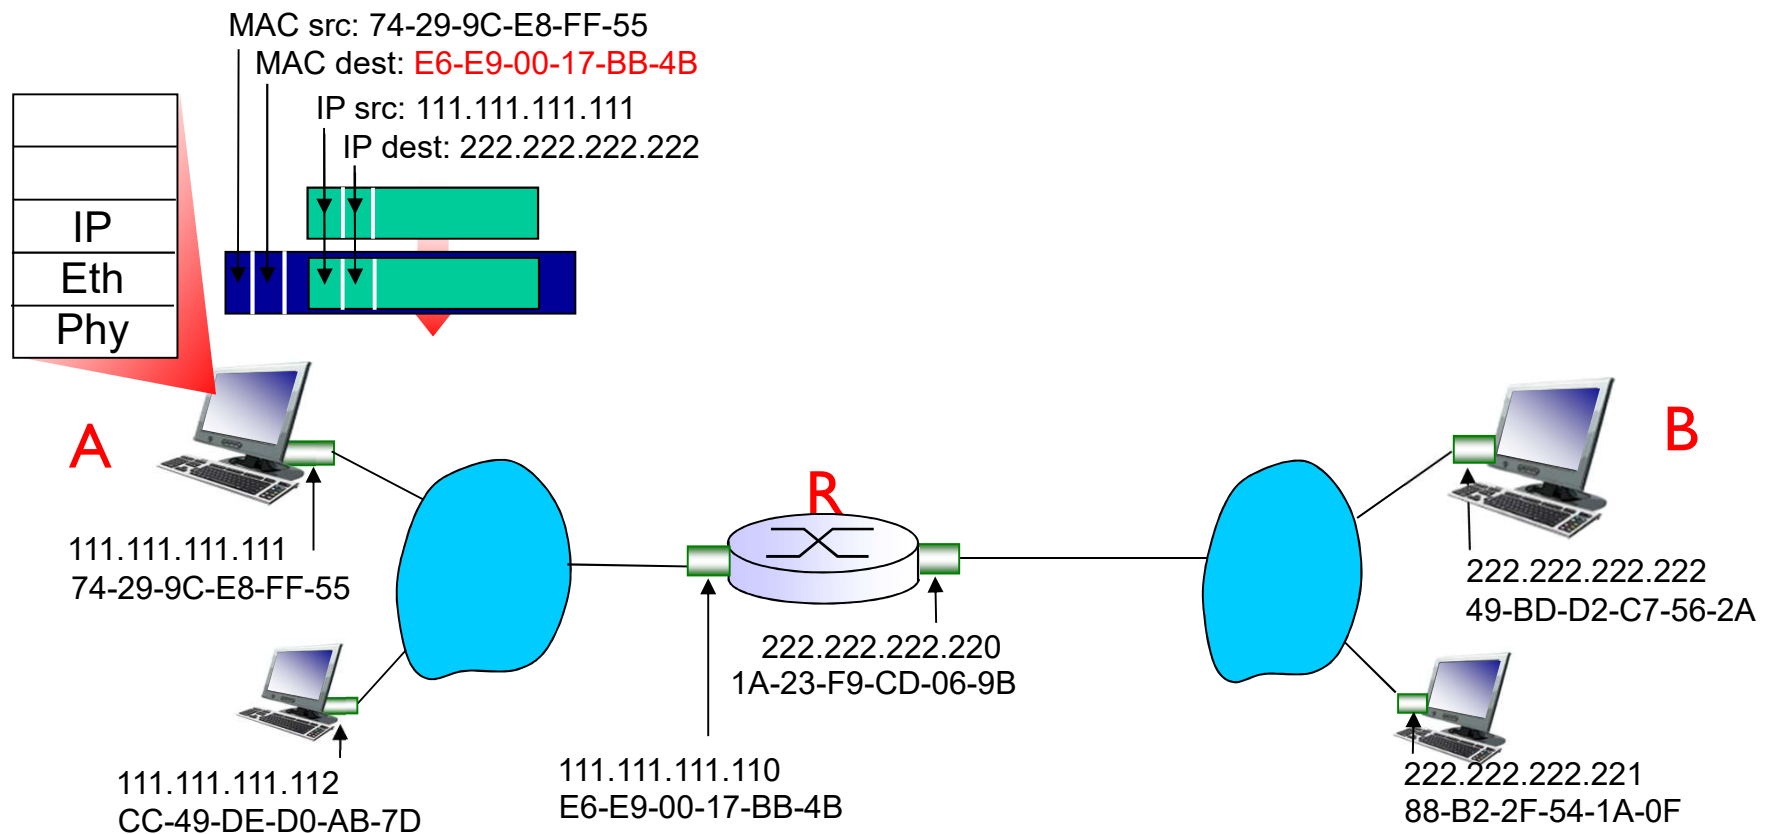 MAC src: 74-29-9C-E8-FF-55
MAC dest: E6-E9-00-17-BB-4B
IP src: 111.111.111.111
IP dest: 222.222.222.222
IP
Eth
Phy
A
B
R
111.111.111.111
74-29-9C-E8-FF-55
222.222.222.222
49-BD-D2-C7-56-2A
222.222.222.220
1A-23-F9-CD-06-9B
111.111.111.112
CC-49-DE-D0-AB-7D
111.111.111.110
E6-E9-00-17-BB-4B
222.222.222.221
88-B2-2F-54-1A-0F